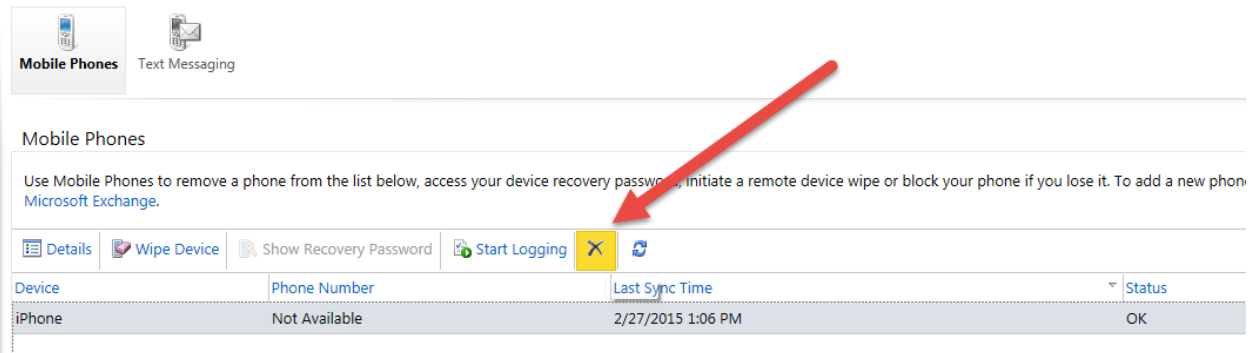 Mobile Phones Text Messaging
Mobile Phones
Use Mobile Phones to remove a phone from the list below, access your device recovery password, initiate a remote device wipe or block your phone if you lose it. To add a new phone
Microsoft Exchange.
Details Wipe Device Show Recovery Password Start Logging
Device Phone Number Last Sync Time Status
iPhone Not Available 2/27/2015 1:06 PM OK